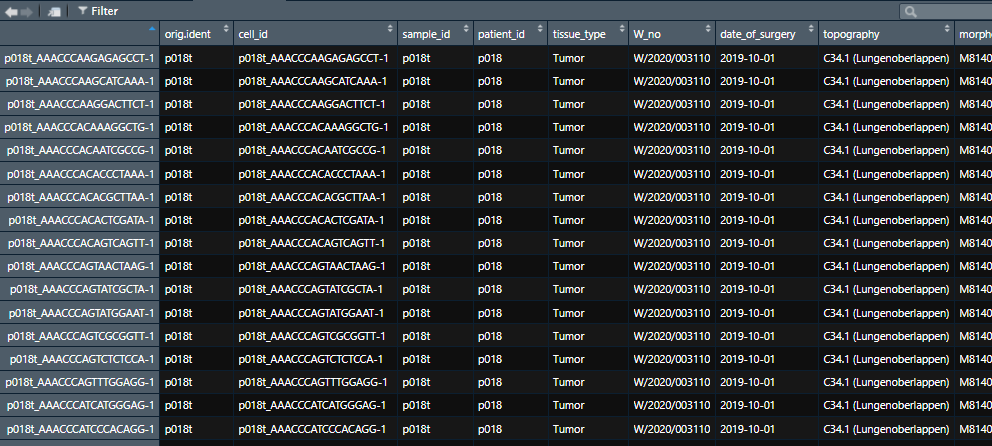 Filter
orig.ident cell_id sample_id patient_id tissue_type W_no date_of_surgery topography morpho
p018t_AAACCCAAGAGAGCCT-1 p018t p018t_AAACCCAAGAGAGCCT-1 p018t p018 Tumor W/2020/003110 2019-10-01 C34.1 (Lungenoberlappen) M8140
p018t_AAACCCAAGCATCAAA-1 p018t p018t_AAACCCAAGCATCAAA-1 p018t p018 Tumor W/2020/003110 2019-10-01 C34.1 (Lungenoberlappen) M8140
p018t_AAACCCAAGGACTTCT-1 p018t p018t_AAACCCAAGGACTTCT-1 p018t p018 Tumor W/2020/003110 2019-10-01 C34.1 (Lungenoberlappen) M8140
p018t_AAACCCACAAAGGCTG-1 p018t p018t_AAACCCACAAAGGCTG-1 p018t p018 Tumor W/2020/003110 2019-10-01 C34.1 (Lungenoberlappen) M8140
p018t_AAACCCACAATCGCCG-1 p018t p018t_AAACCCACAATCGCCG-1 p018t p018 Tumor W/2020/003110 2019-10-01 C34.1 (Lungenoberlappen) M8140
p018t_AAACCCACACCCTAAA-1 p018t p018t_AAACCCACACCCTAAA-1 p018t p018 Tumor W/2020/003110 2019-10-01 C34.1 (Lungenoberlappen) M8140
p018t_AAACCCACACGCTTAA-1 p018t p018t_AAACCCACACGCTTAA-1 p018t p018 Tumor W/2020/003110 2019-10-01 C34.1 (Lungenoberlappen) M8140
p018t_AAACCCACACTCGATA-1 p018t p018t_AAACCCACACTCGATA-1 p018t p018 Tumor W/2020/003110 2019-10-01 C34.1 (Lungenoberlappen) M8140
p018t_AAACCCACAGTCAGTT-1 p018t p018t_AAACCCACAGTCAGTT-1 p018t p018 Tumor W/2020/003110 2019-10-01 C34.1 (Lungenoberlappen) M8140
p018t_AAACCCAGTAACTAAG-1 p018t p018t_AAACCCAGTAACTAAG-1 p018t p018 Tumor W/2020/003110 2019-10-01 C34.1 (Lungenoberlappen) M8140
p018t_AAACCCAGTATCGCTA-1 p018t p018t_AAACCCAGTATCGCTA-1 p018t p018 Tumor W/2020/003110 2019-10-01 C34.1 (Lungenoberlappen) M8140
p018t_AAACCCAGTATGGAAT-1 p018t p018t_AAACCCAGTATGGAAT-1 p018t p018 Tumor W/2020/003110 2019-10-01 C34.1 (Lungenoberlappen) M8140
p018t_AAACCCAGTCGCGGTT-1 p018t p018t_AAACCCAGTCGCGGTT-1 p018t p018 Tumor W/2020/003110 2019-10-01 C34.1 (Lungenoberlappen) M8140
p018t_AAACCCAGTCTCTCCA-1 p018t p018t_AAACCCAGTCTCTCCA-1 p018t p018 Tumor W/2020/003110 2019-10-01 C34.1 (Lungenoberlappen) M8140
p018t_AAACCCAGTTTGGAGG-1 p018t p018t_AAACCCAGTTTGGAGG-1 p018t p018 Tumor W/2020/003110 2019-10-01 C34.1 (Lungenoberlappen) M8140
p018t_AAACCCATCATGGGAG-1 p018t p018t_AAACCCATCATGGGAG-1 p018t p018 Tumor W/2020/003110 2019-10-01 C34.1 (Lungenoberlappen) M8140
p018t_AAACCCATCCCACAGG-1 p018t p018t_AAACCCATCCCACAGG-1 p018t p018 Tumor W/2020/003110 2019-10-01 C34.1 (Lungenoberlappen) M8140